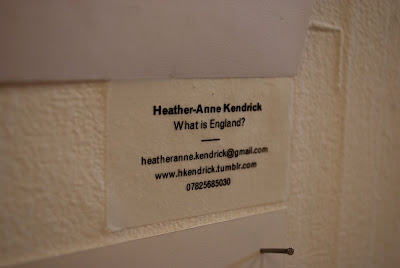 Heather-Anne Kendrick
What is England?
heatheranne.kendrick@gmail.com
www.hkendrick.tumblr.com
07825685030